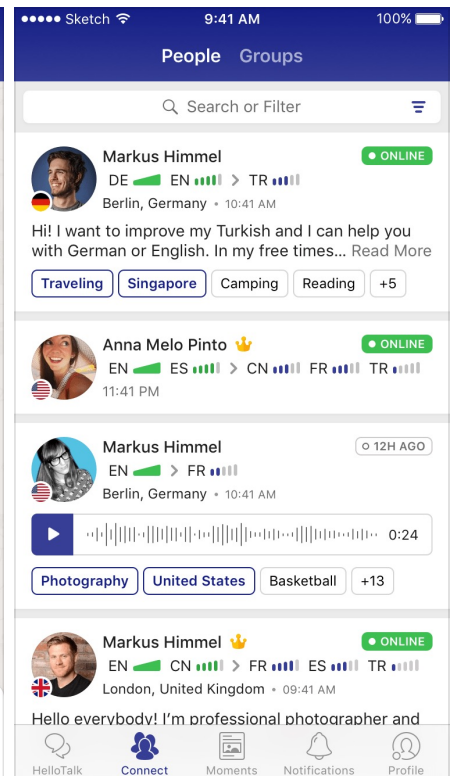 Sketch 9:41 AM 100%
People Groups
Search or Filter
Markus Himmel ONLINE
DE EN > TR
Berlin, Germany • 10:41 AM
Hi! I want to improve my Turkish and I can help you
with German or English. In my free times... Read More
Traveling Singapore Camping Reading +5
Anna Melo Pinto ONLINE
EN ES > CN FR TR
11:41 PM
Markus Himmel 12H AGO
EN > FR
Berlin, Germany • 10:41 AM
0:24
Photography United States Basketball +13
Markus Himmel ONLINE
EN CN > FR ES TR
London, United Kingdom • 09:41 AM
Hello everybody! I'm professional photographer and
HelloTalk Connect Moments Notifications Profile